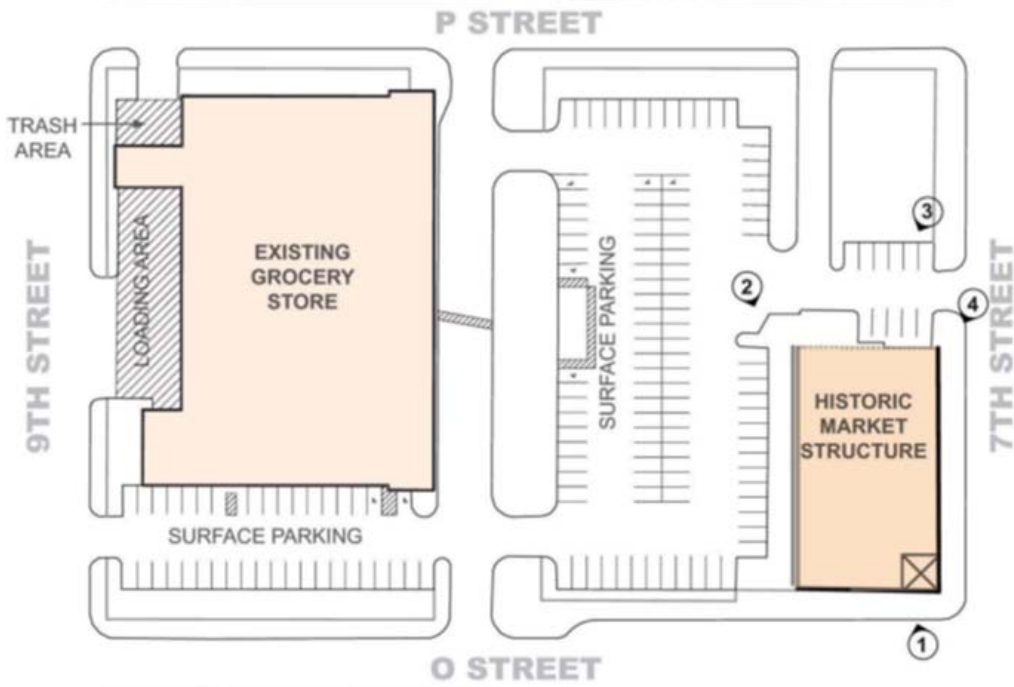 P STREET
TRASH
AREA
9TH STREET
LOADING AREA
EXISTING
GROCERY
STORE
SURFACE PARKING
SURFACE PARKING
2
3
4
7TH STREET
HISTORIC
MARKET
STRUCTURE
1
O STREET